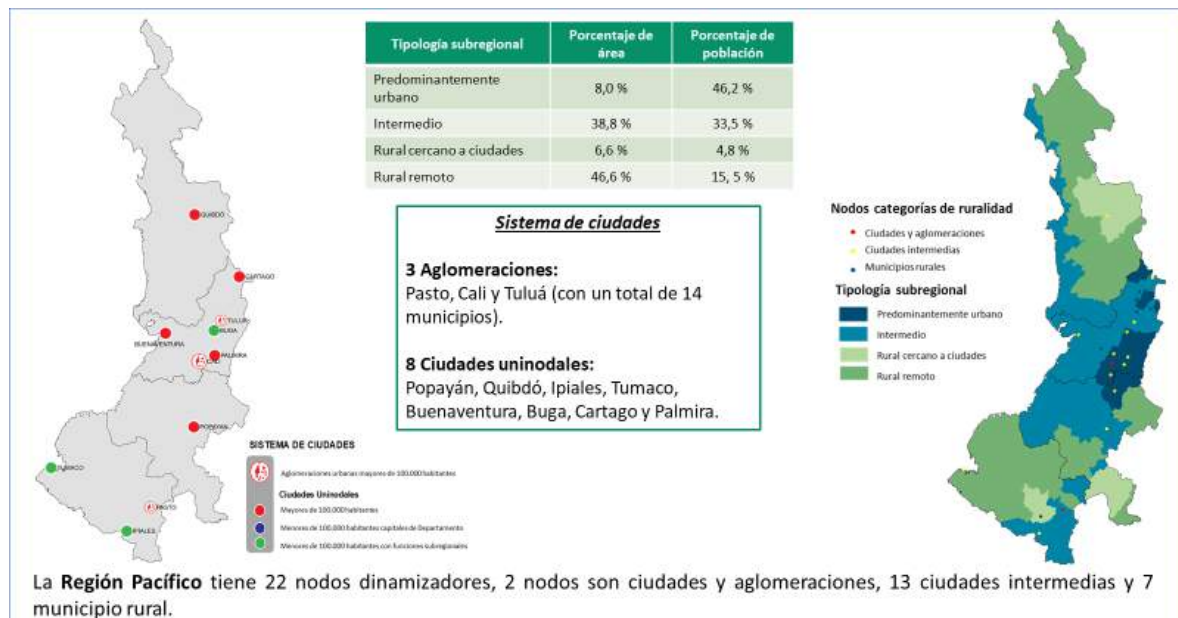 Tipología subregional
Porcentaje de
área
Porcentaje de
población
Predominantemente
urbano
8,0 %
46,2 %
Intermedio
38,8 %
33,5 %
Rural cercano a ciudades
6,6 %
4,8 %
Rural remoto
46,6 %
15, 5 %
Sistema de ciudades
3 Aglomeraciones:
Pasto, Cali y Tuluá (con un total de 14
municipios).
8 Ciudades uninodales:
Popayán, Quibdó, Ipiales, Tumaco,
Buenaventura, Buga, Cartago y Palmira.
QUIBDÓ
CARTAGO
TULUA
BUGA
BUENAVENTURA
PALMIRA
CALI
POPAYÁN
TUMACO
PASTO
IPIALES
SISTEMA DE CIUDADES
Aglomeraciones urbanas mayores de 100.000 habitantes
Ciudades Uninodales
Mayores de 100.000 habitantes
Menores de 100.000 habitantes capitales de Departamento
Menores de 100.000 habitantes con funciones subregionales
Nodos categorías de ruralidad
Ciudades y aglomeraciones
Ciudades intermedias
Municipios rurales
Tipología subregional
Predominantemente urbano
Intermedio
Rural cercano a ciudades
Rural remoto
La Región Pacífico tiene 22 nodos dinamizadores, 2 nodos son ciudades y aglomeraciones, 13 ciudades intermedias y 7
municipio rural.